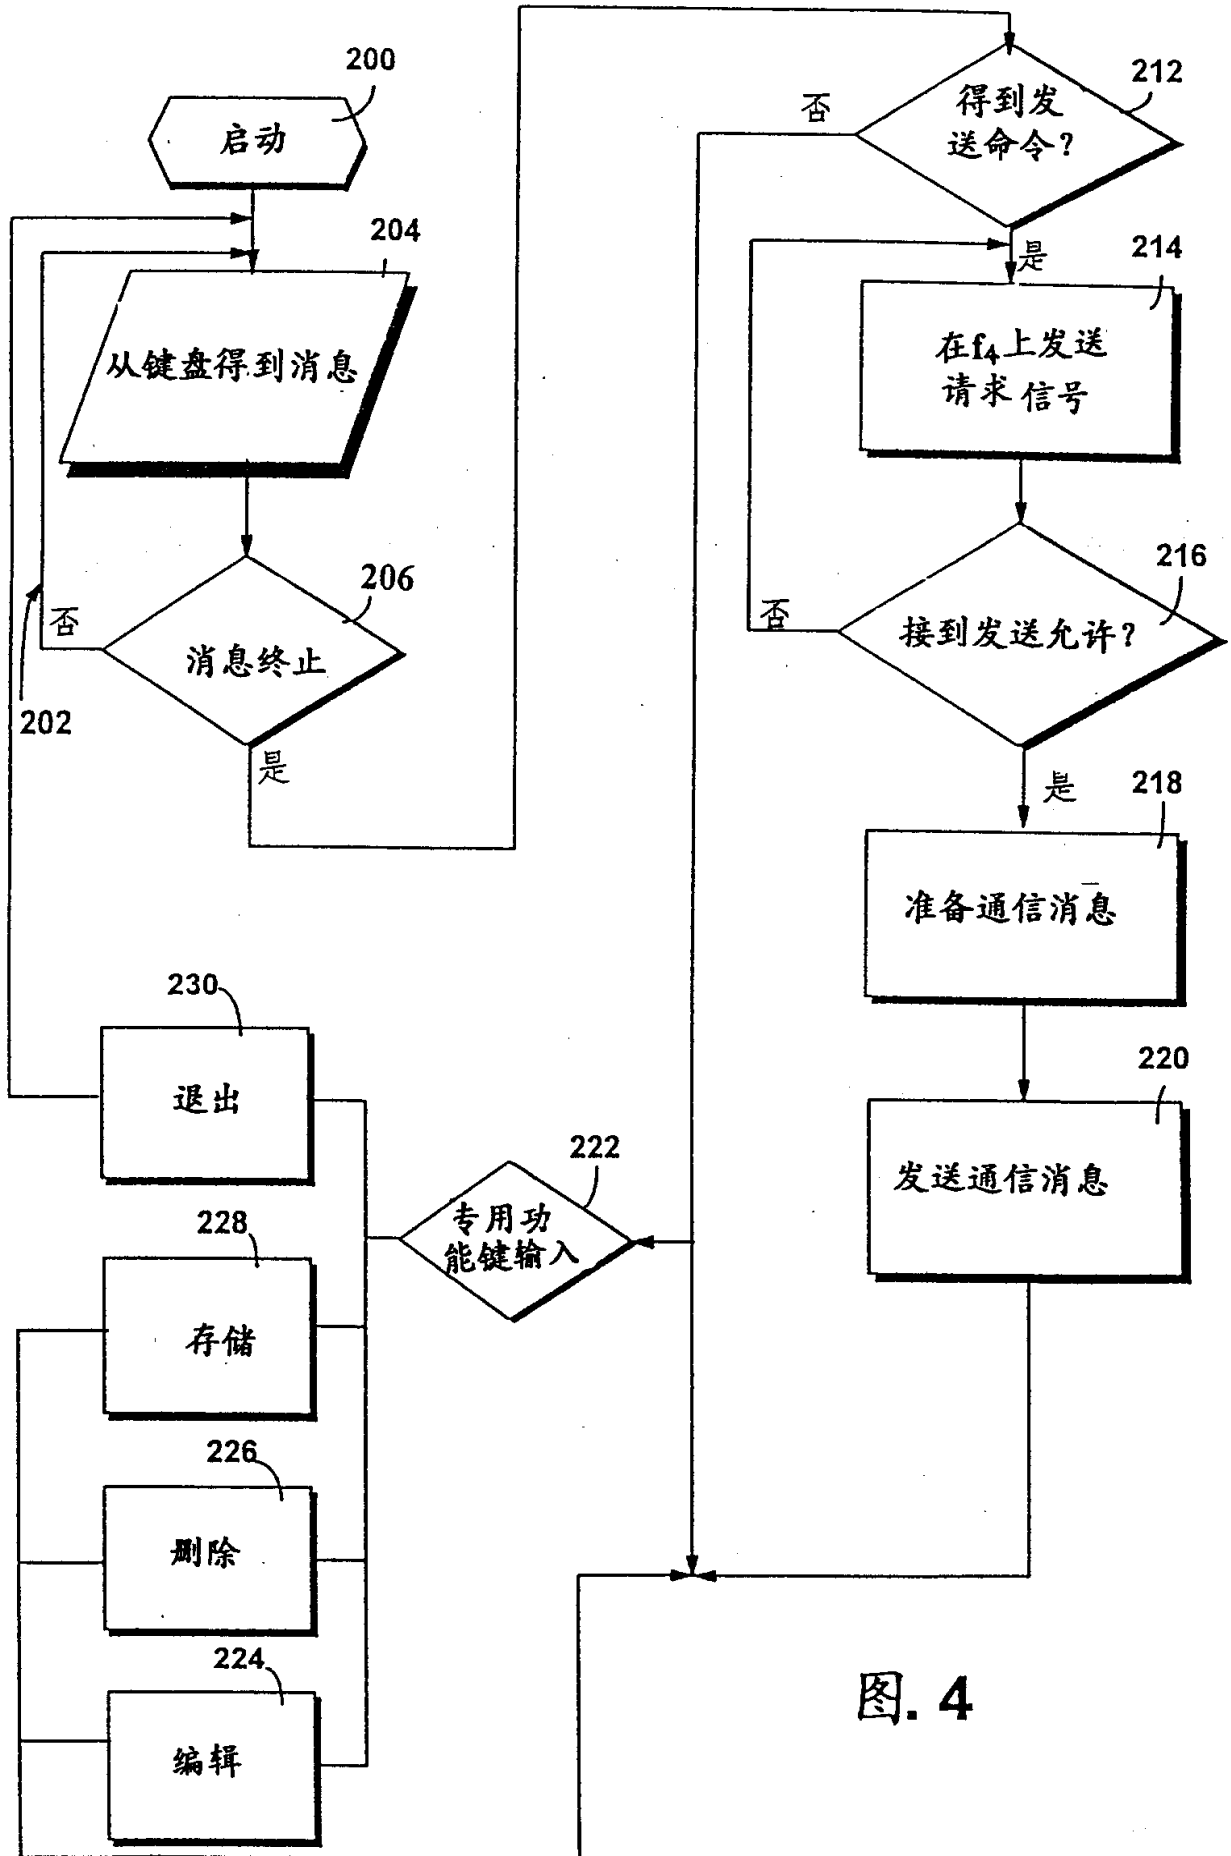 200
启动
204
从键盘得到消息
206
消息终止
否
202
是
212
得到发
送命令?
否
是
214
在f4上发送
请求信号
216
接到发送允许?
否
是
218
准备通信消息
220
发送通信消息
222
专用功
能键输入
230
退出
228
存储
226
删除
224
编辑
图. 4